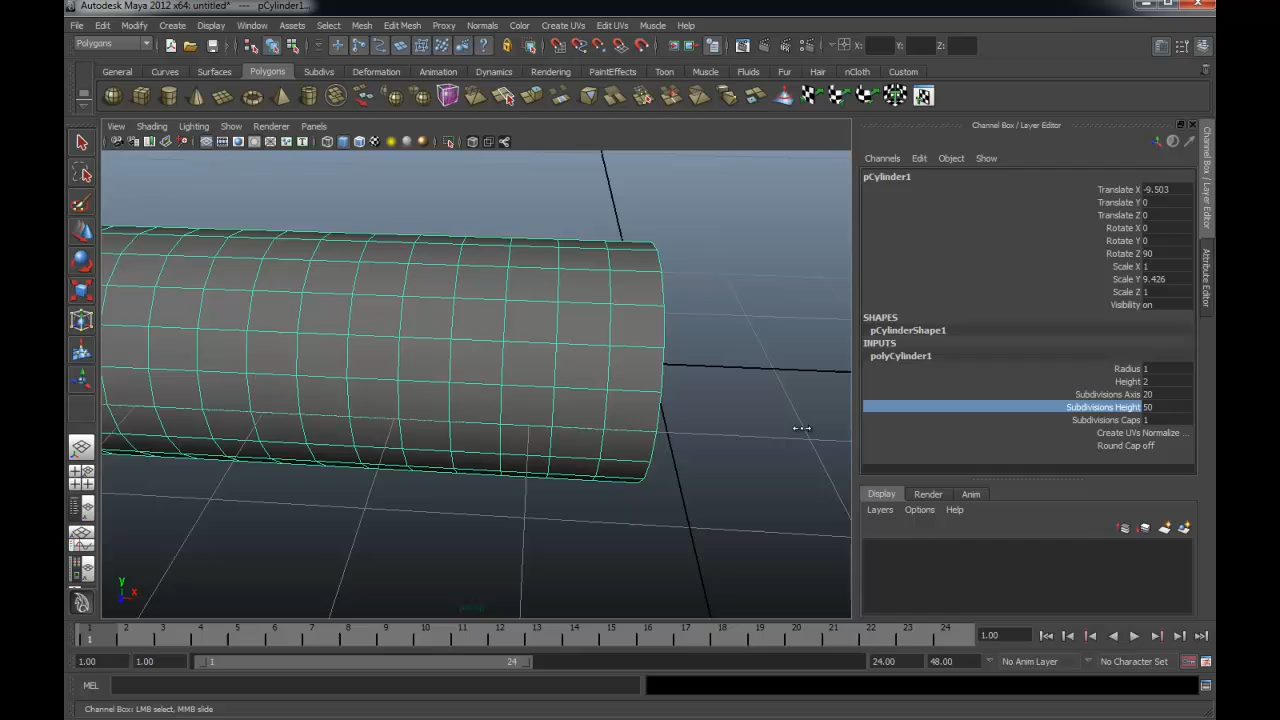 Autodesk Maya 2012 x64: untitled* --- pCylinder1...
File Edit Modify Create Display Window Assets Select Mesh Edit Mesh Proxy Normals Color Create UVs Edit UVs Muscle Help
Polygons X: Y: Z:
General Curves Surfaces Polygons Subdivs Deformation Animation Dynamics Rendering PaintEffects Toon Muscle Fluids Fur Hair nCloth Custom
Channel Box / Layer Editor
View Shading Lighting Show Renderer Panels
Channels Edit Object Show
pCylinder1
Translate X -9.503
Translate Y 0
Translate Z 0
Rotate X 0
Rotate Y 0
Rotate Z 90
Scale X 1
Scale Y 9.426
Scale Z 1
Visibility on
SHAPES
pCylinderShape1
INPUTS
polyCylinder1
Radius 1
Height 2
Subdivisions Axis 20
Subdivisions Height 50
Subdivisions Caps 1
Create UVs Normalize ...
Round Cap off
Channel Box / Layer Editor
Attribute Editor
Display Render Anim
Layers Options Help
y
x
persp
1 2 3 4 5 6 7 8 9 10 11 12 13 14 15 16 17 18 19 20 21 22 23 24
1
1.00
1.00 1.00 1 24 24.00 48.00 No Anim Layer No Character Set
MEL
Channel Box: LMB select, MMB slide